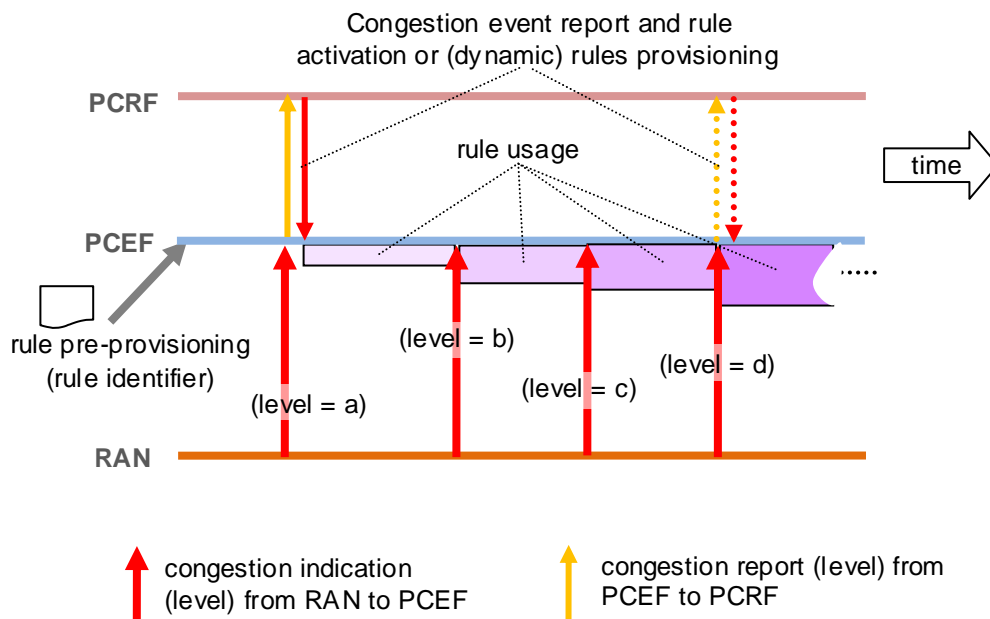 Congestion event report and rule
activation or (dynamic) rules provisioning
PCRF
rule usage
time
PCEF
rule pre-provisioning
(rule identifier)
(level = a)
(level = b)
(level = c)
(level = d)
RAN
congestion indication
(level) from RAN to PCEF
congestion report (level) from
PCEF to PCRF